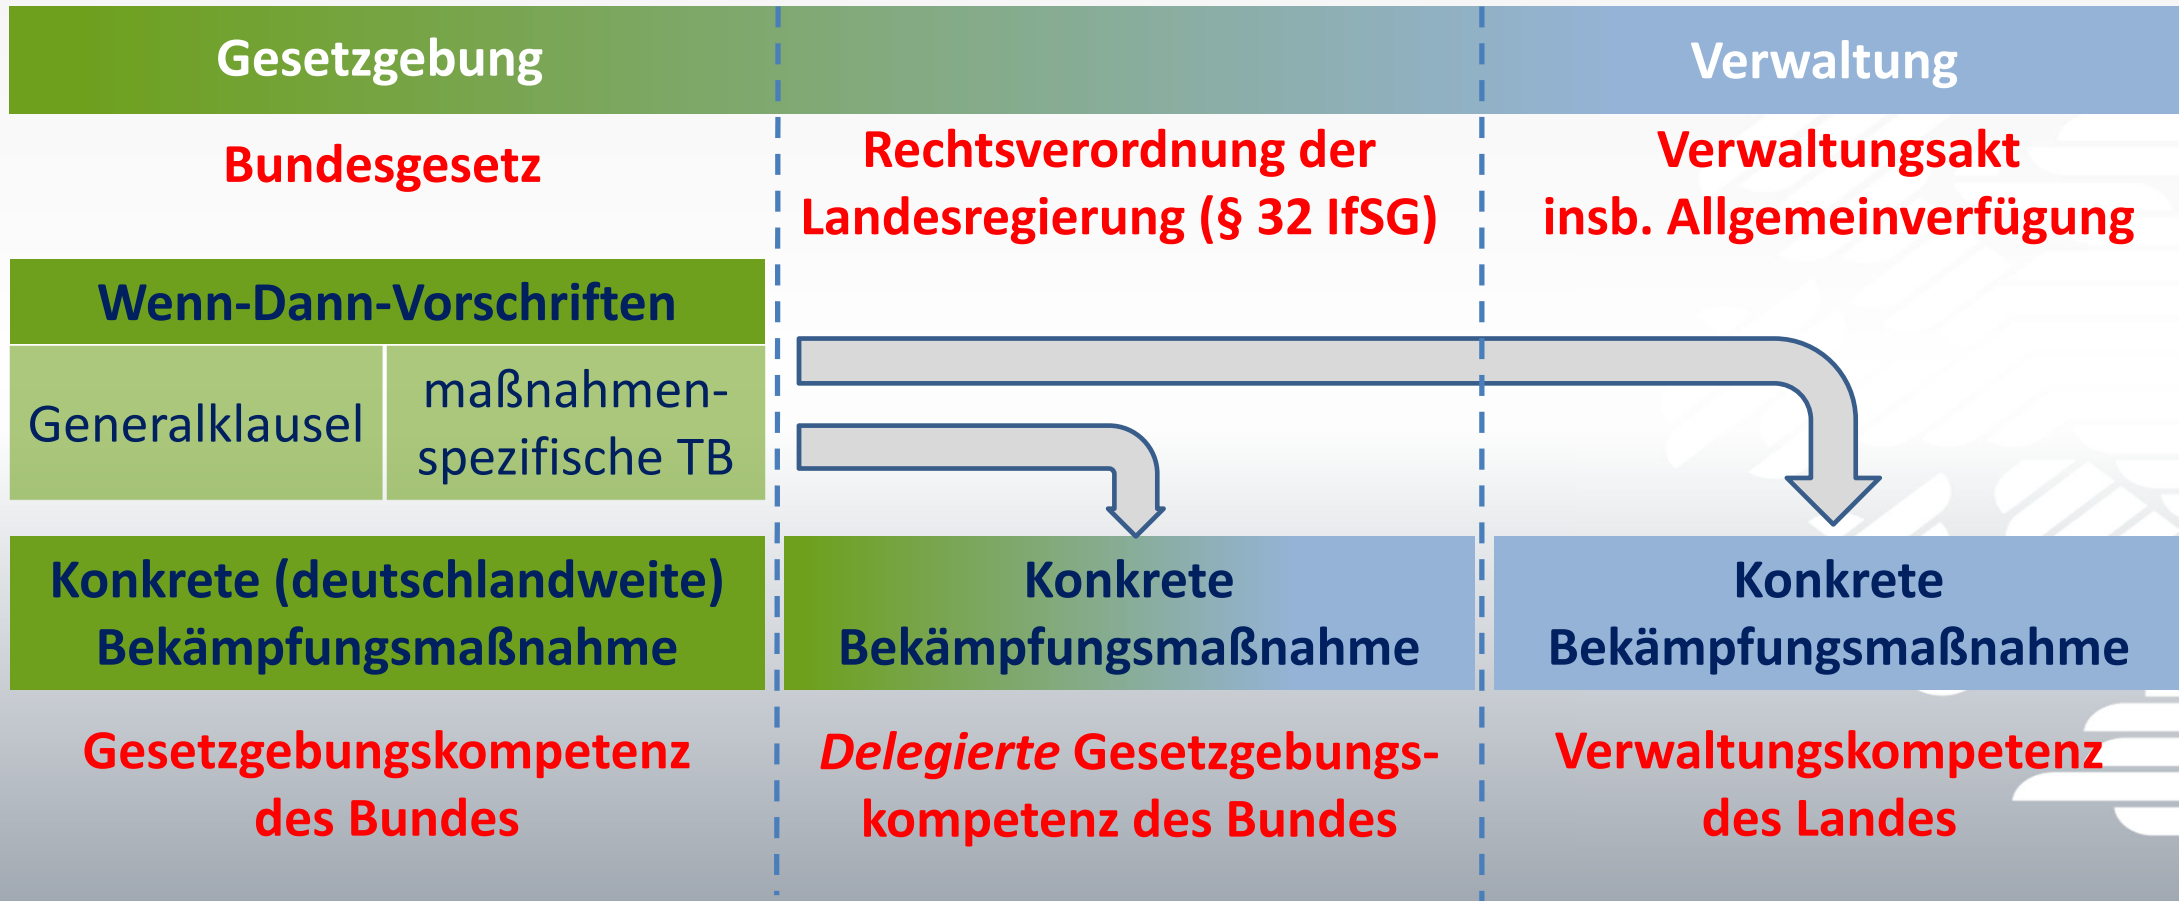 Gesetzgebung
Verwaltung
Bundesgesetz
Rechtsverordnung der
Landesregierung (§ 32 IfSG)
Verwaltungsakt
insb. Allgemeinverfügung
Wenn-Dann-Vorschriften
Generalklausel
maßnahmen-
spezifische TB
Konkrete (deutschlandweite)
Bekämpfungsmaßnahme
Konkrete
Bekämpfungsmaßnahme
Konkrete
Bekämpfungsmaßnahme
Gesetzgebungskompetenz
des Bundes
Delegierte Gesetzgebungs-
kompetenz des Bundes
Verwaltungskompetenz
des Landes